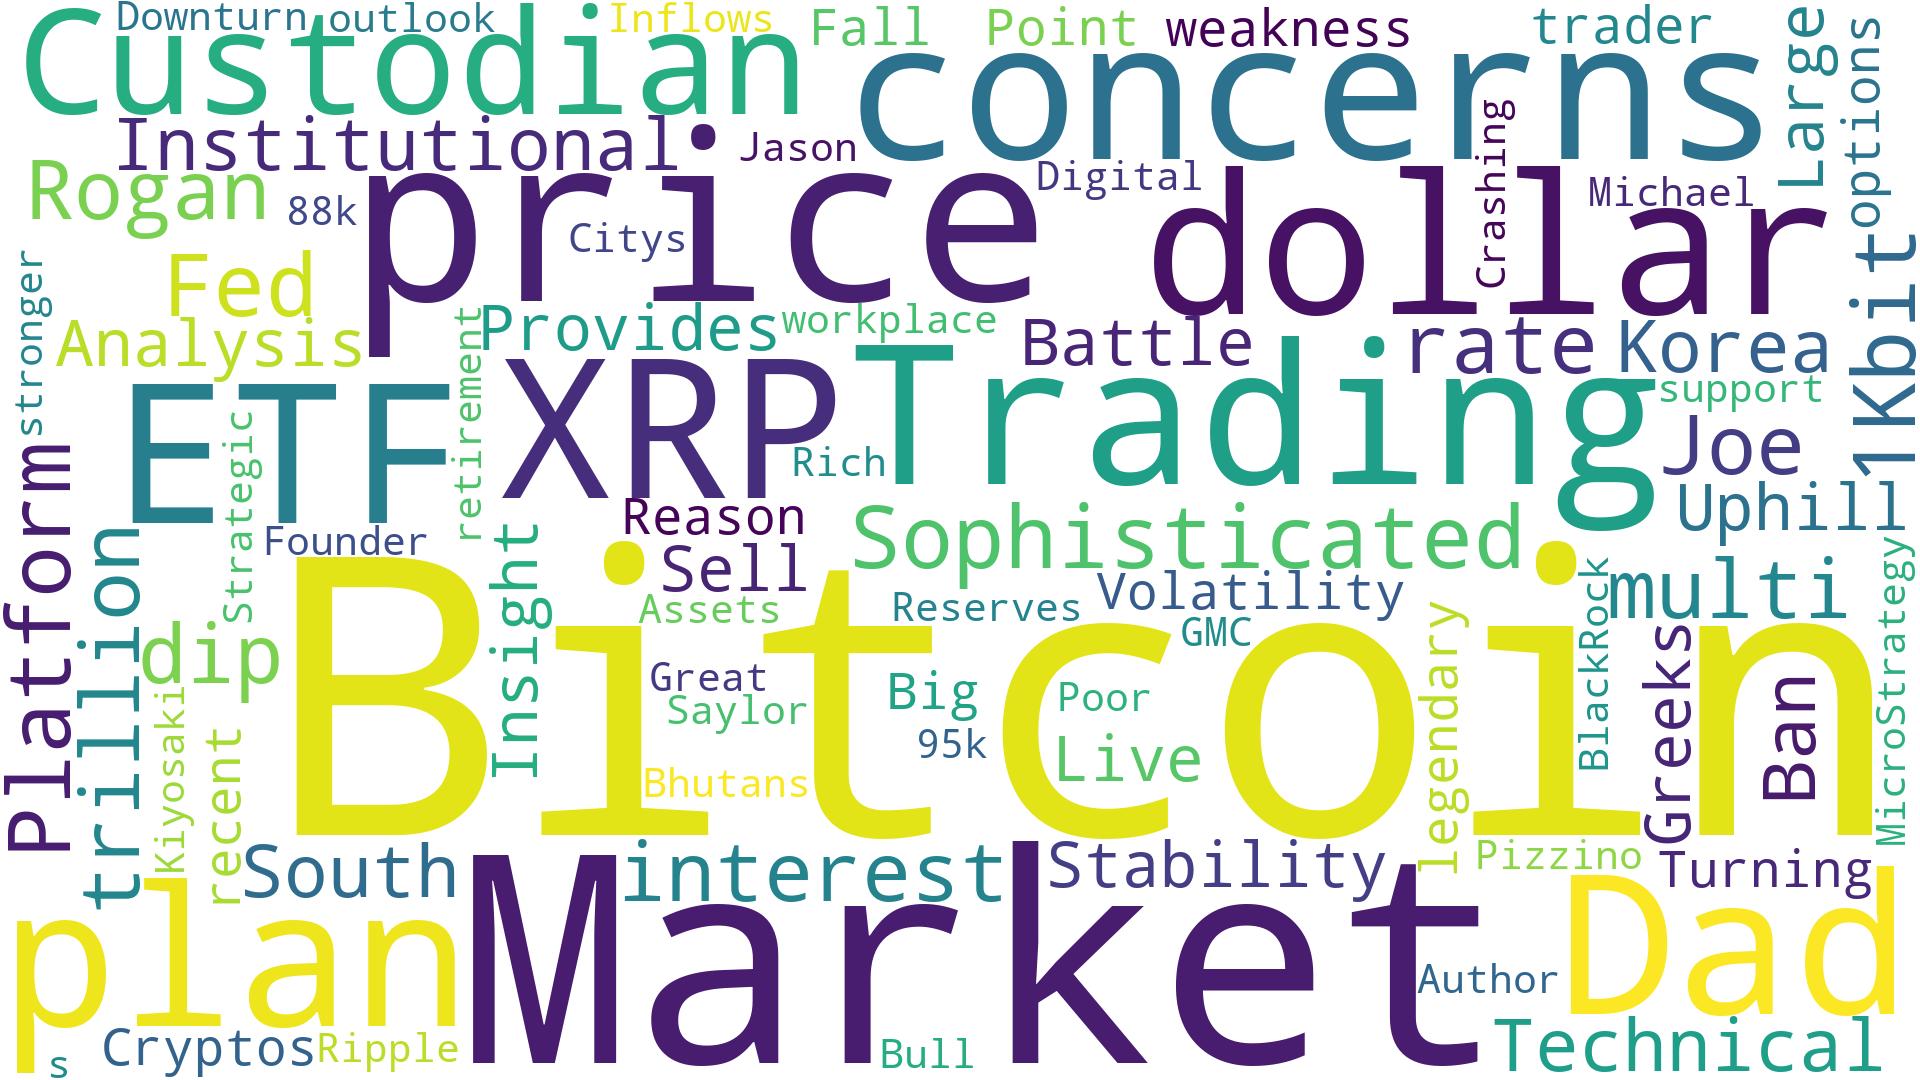 Downturn
outlook
Inflows
Fall
Point
weakness
trader
Large
options
Custodian
concerns
Institutional
Jason
Crashing
Rogan
88k
price
Citys
Digital
dollar
Michael
1Kbit
stronger
Fed
Analysis
retirement
Provides
workplace
Battle
rate
Korea
support
ETF
XRP
Rich
Trading
Joe
Uphill
Platform
trillion
Strategic
Founder
Insight
Reason
Sell
Sophisticated
Assets
Reserves
Volatility
GMC
legendary
BlackRock
multi
MicroStrategy
dip
Kiyosaki
recent
Bitcoin
Great
Saylor
Big
95k
Poor
Live
Bhutans
Greeks
Ban
South
interest
Stability
Pizzino
Turning
plan
Market
Author
Dad
s
Cryptos
Ripple
Bull
Technical